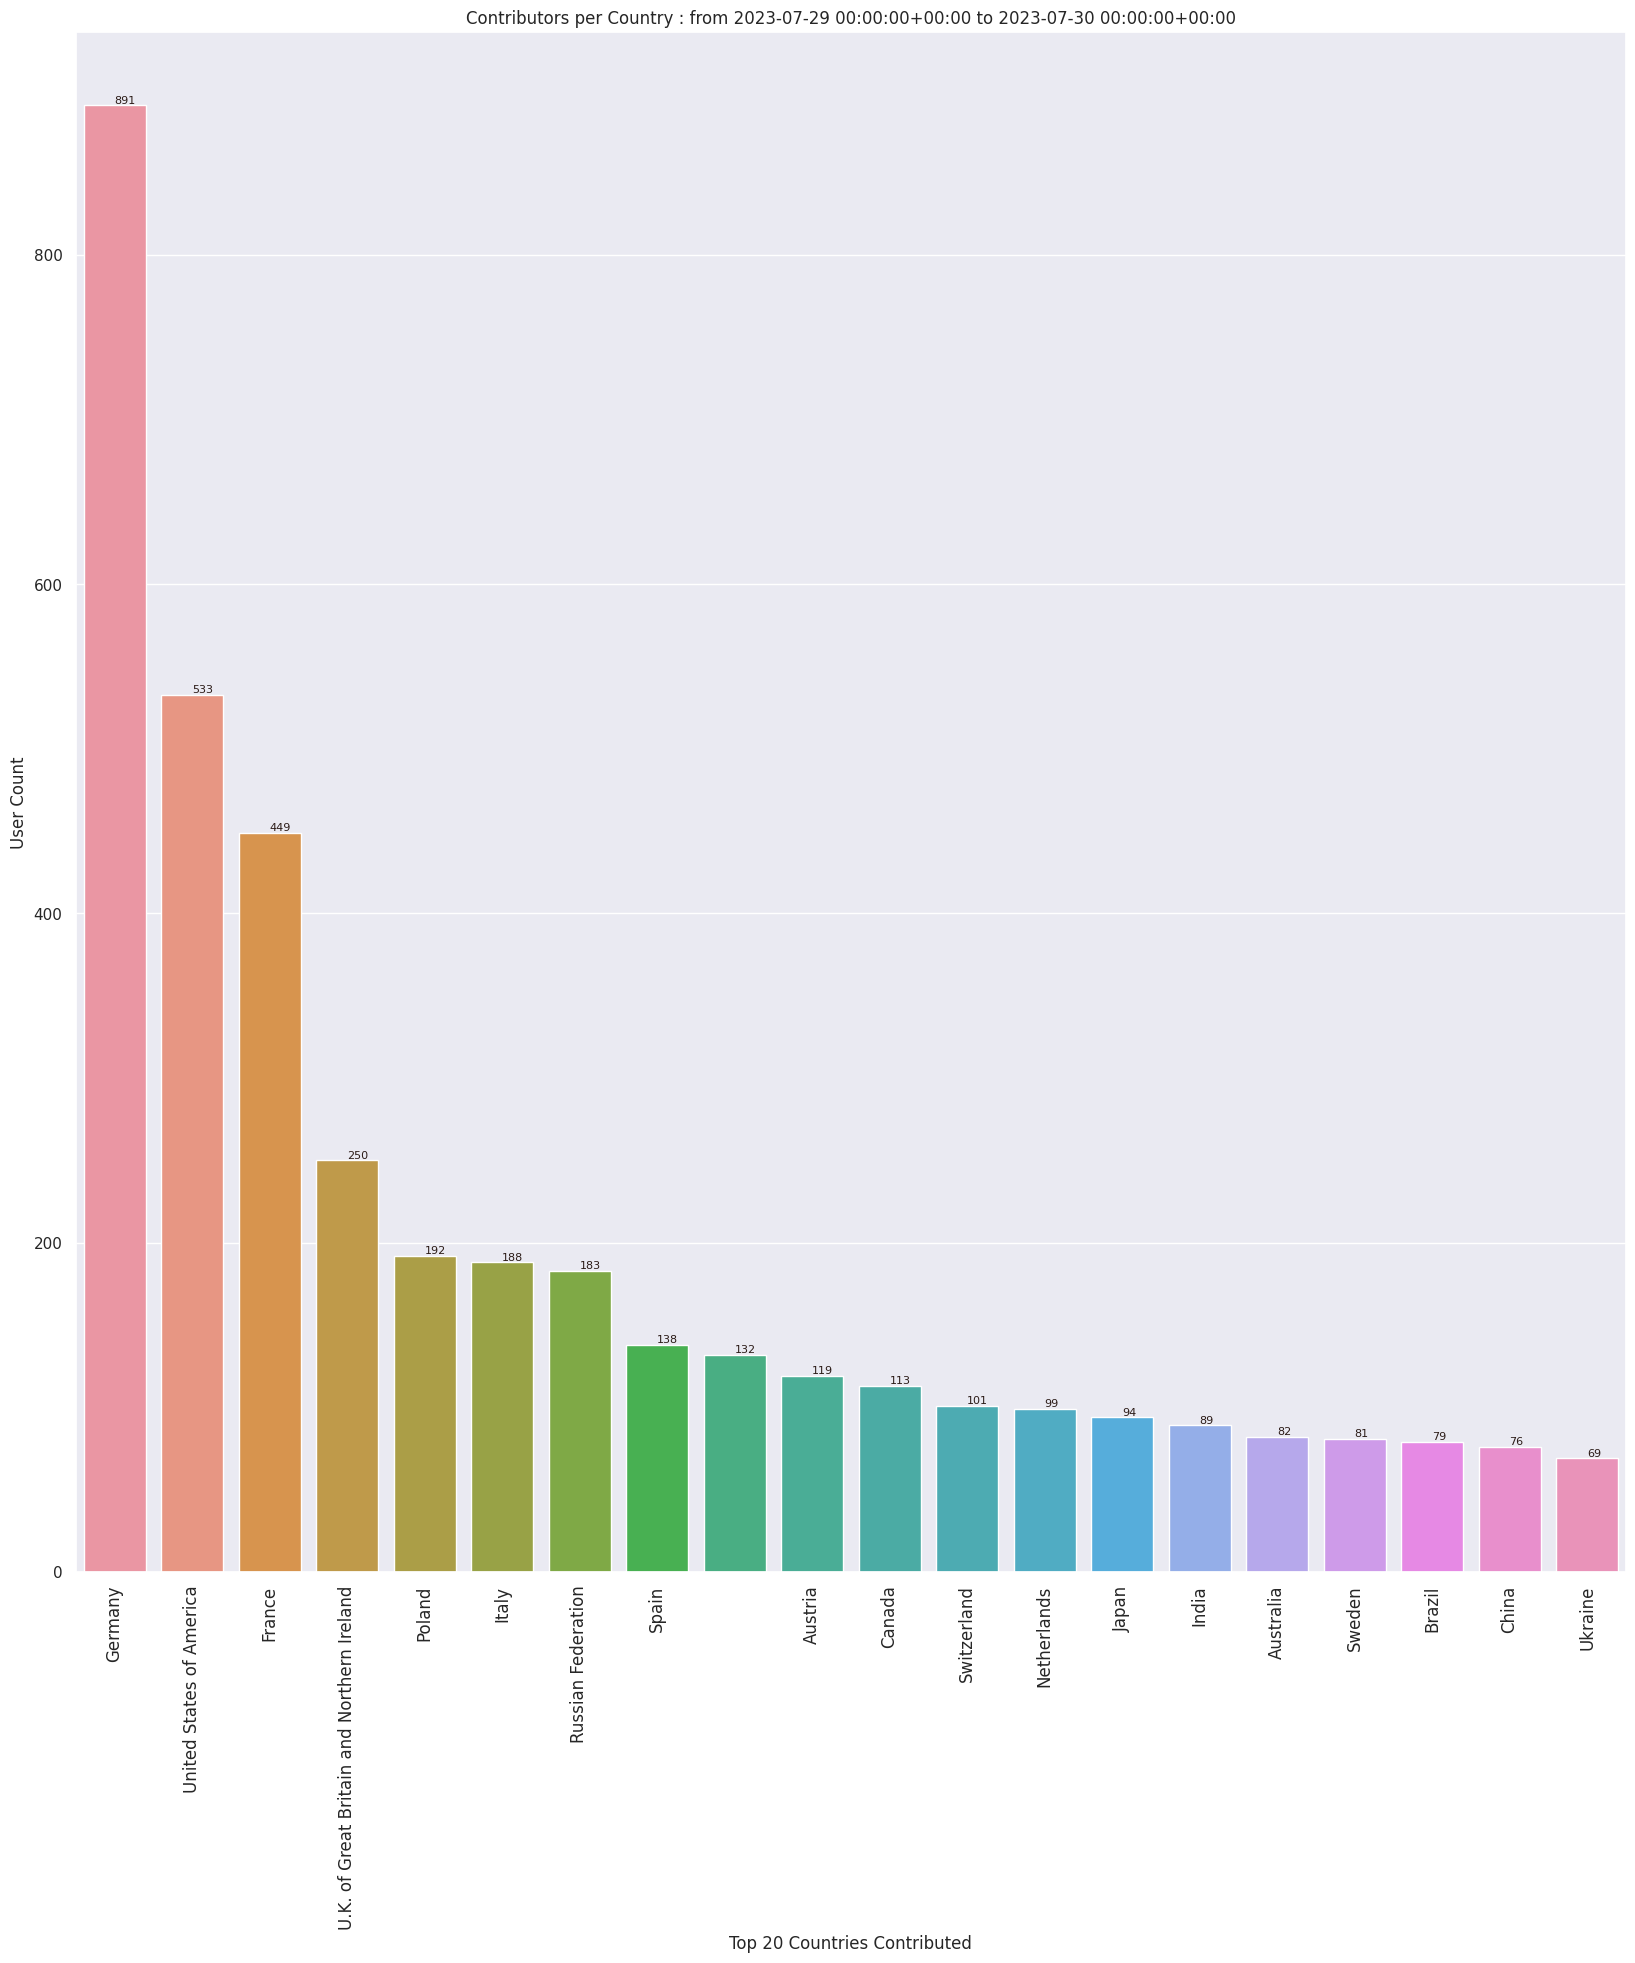 Contributors per Country : from 2023-07-29 00:00:00+00:00 to 2023-07-30 00:00:00+00:00
User Count
800
600
400
200
0
891
533
449
250
192
188
183
138
132
119
113
101
99
94
89
82
81
79
76
69
Germany
United States of America
France
U.K. of Great Britain and Northern Ireland
Poland
Italy
Russian Federation
Spain
Austria
Canada
Switzerland
Netherlands
Japan
India
Australia
Sweden
Brazil
China
Ukraine
Top 20 Countries Contributed